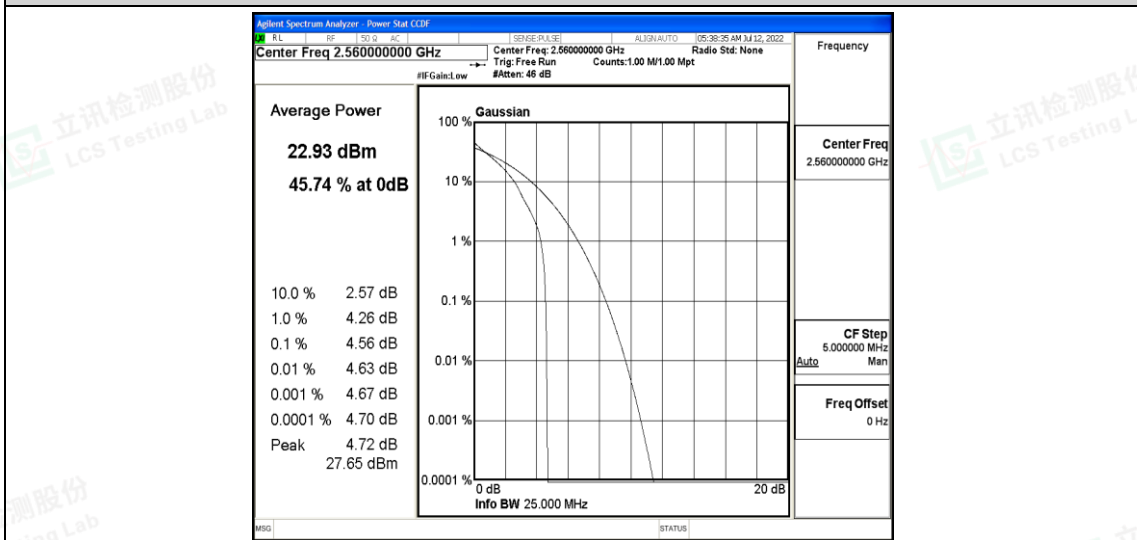 Agilent Spectrum Analyzer - Power Stat CCDF
RL RF 50 Ω AC SENSE:PULSE ALIGNAUTO 05:38:35 AM Jul 12, 2022
Center Freq 2.560000000 GHz
Center Freq: 2.560000000 GHz Radio Std: None
Trig: Free Run Counts:1.00 M/1.00 Mpt
#IFGain:Low #Atten: 46 dB
Frequency
Average Power
22.93 dBm
45.74 % at 0dB
10.0 % 2.57 dB
1.0 % 4.26 dB
0.1 % 4.56 dB
0.01 % 4.63 dB
0.001 % 4.67 dB
0.0001 % 4.70 dB
Peak 4.72 dB
27.65 dBm
Gaussian
100 %
10 %
1 %
0.1 %
0.01 %
0.001 %
0.0001 %
0 dB 20 dB
Info BW 25.000 MHz
Center Freq
2.560000000 GHz
CF Step
5.000000 MHz
Auto Man
Freq Offset
0 Hz
MSG STATUS
立讯检测股份
LCS Testing Lab
立讯检测股份
LCS Testing Lab